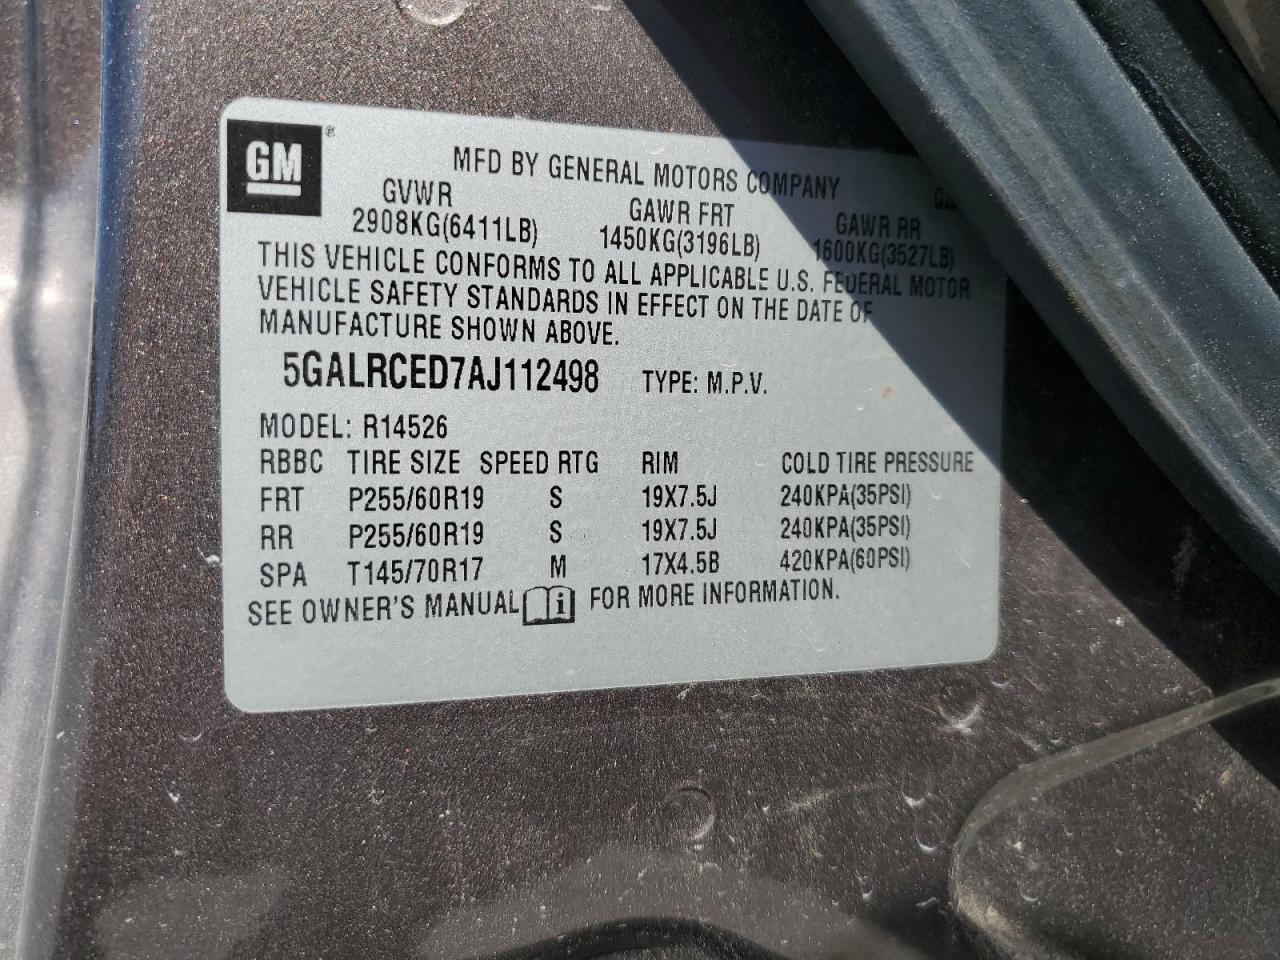 GM ®
MFD BY GENERAL MOTORS COMPANY
GVWR GAWR FRT GAWR RR
2908KG(6411LB) 1450KG(3196LB) 1600KG(3527LB)
THIS VEHICLE CONFORMS TO ALL APPLICABLE U.S. FEDERAL MOTOR
VEHICLE SAFETY STANDARDS IN EFFECT ON THE DATE OF
MANUFACTURE SHOWN ABOVE.
5GALRCED7AJ112498 TYPE: M.P.V.
MODEL: R14526
RBBC TIRE SIZE SPEED RTG RIM COLD TIRE PRESSURE
FRT P255/60R19 S 19X7.5J 240KPA(35PSI)
RR P255/60R19 S 19X7.5J 240KPA(35PSI)
SPA T145/70R17 M 17X4.5B 420KPA(60PSI)
SEE OWNER'S MANUAL i FOR MORE INFORMATION.